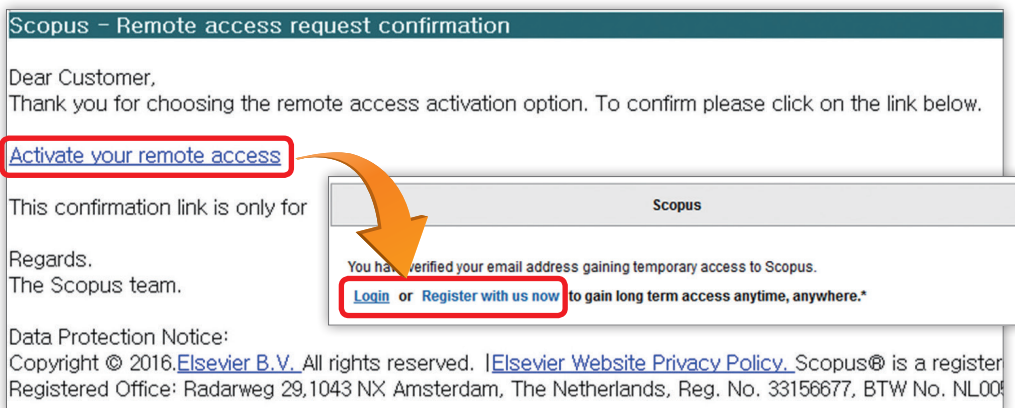 Scopus - Remote access request confirmation
Dear Customer,
Thank you for choosing the remote access activation option. To confirm please click on the link below.
Activate your remote access
This confirmation link is only for
Regards.
The Scopus team.
Scopus
You have verified your email address gaining temporary access to Scopus.
Login or Register with us now to gain long term access anytime, anywhere.*
Data Protection Notice:
Copyright © 2016.Elsevier B.V. All rights reserved. |Elsevier Website Privacy Policy. Scopus® is a register
Registered Office: Radarweg 29,1043 NX Amsterdam, The Netherlands, Reg. No. 33156677, BTW No. NL00